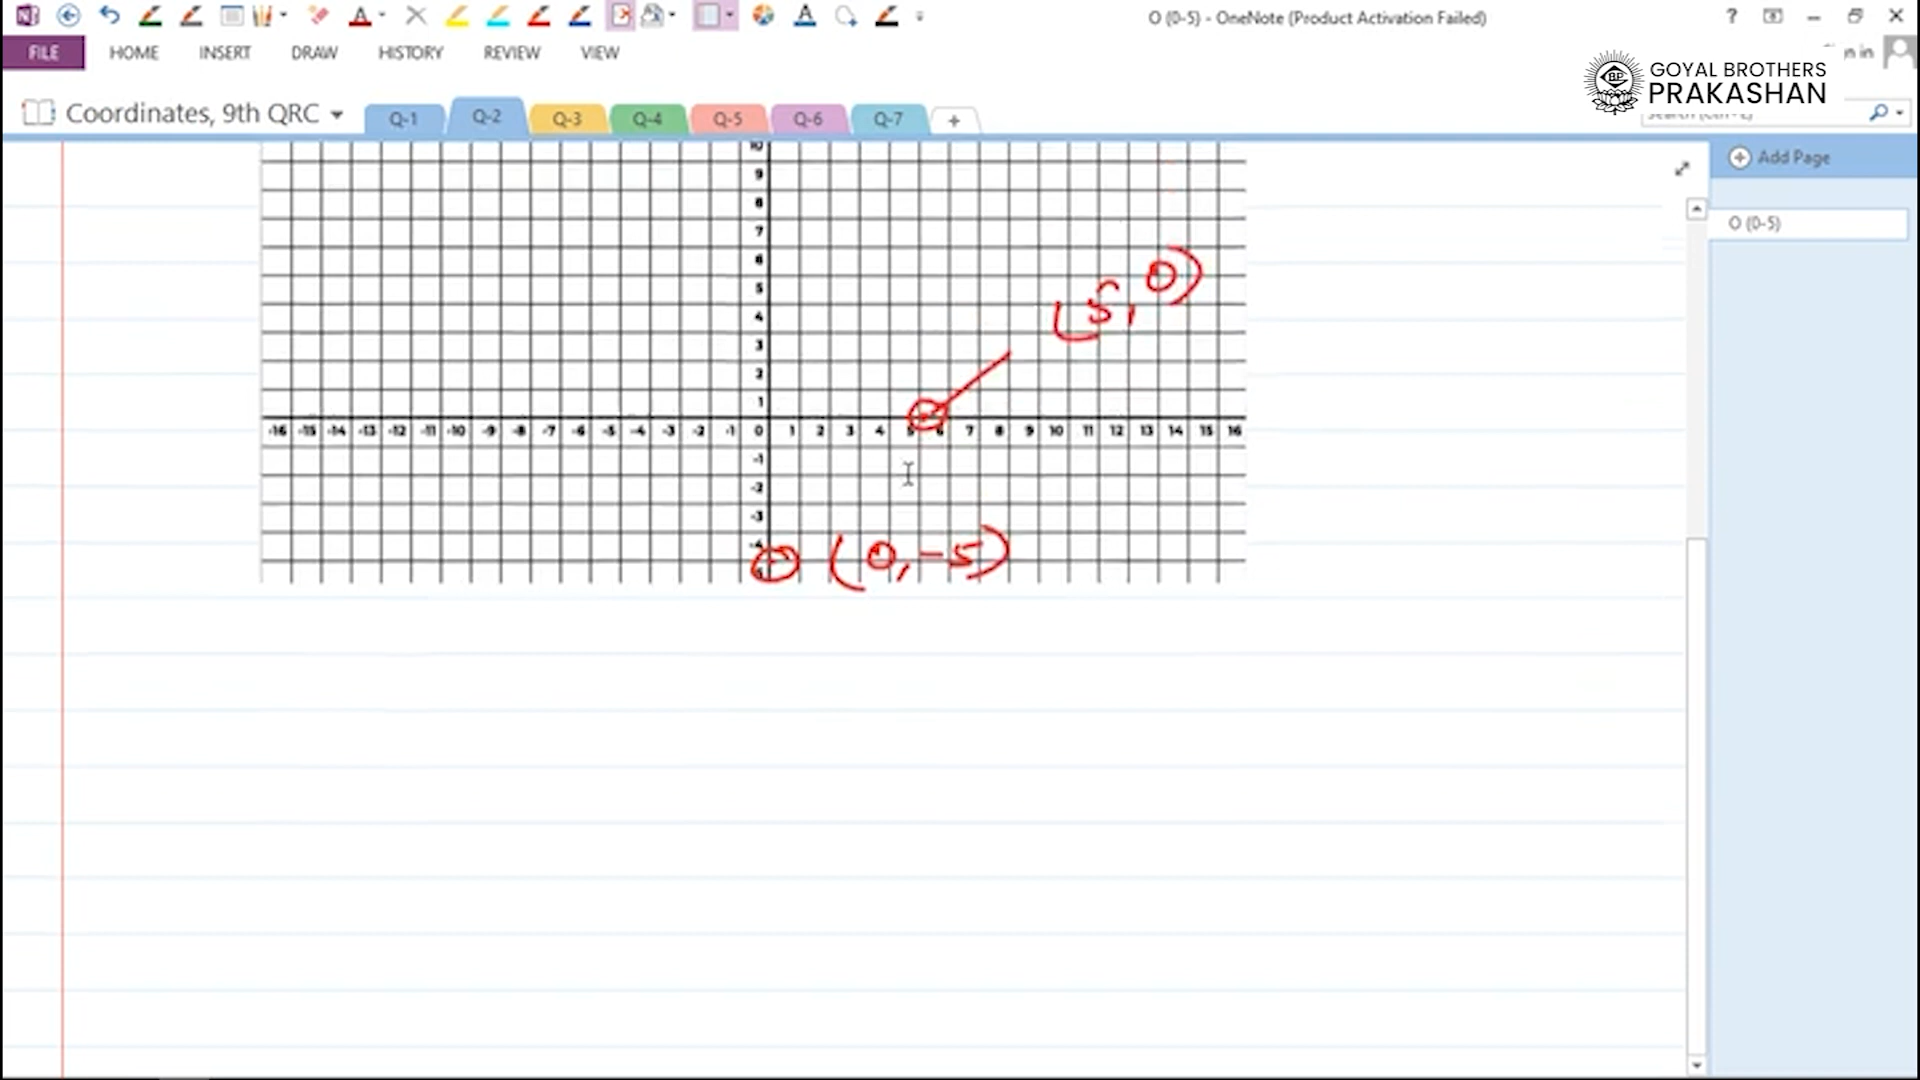 O (0-5) - OneNote (Product Activation Failed)
?
FILE HOME INSERT DRAW HISTORY REVIEW VIEW
n in
GOYAL BROTHERS
PRAKASHAN
Coordinates, 9th QRC Q-1 Q-2 Q-3 Q-4 Q-5 Q-6 Q-7 +
Add Page
O (0-5)
10
9
8
7
6
5
4
3
2
1
(5, 0)
-16 -15 -14 -13 -12 -11 -10 -9 -8 -7 -6 -5 -4 -3 -2 -1 0 1 2 3 4 5 6 7 8 9 10 11 12 13 14 15 16
-1
-2
-3
-4
(0, -5)